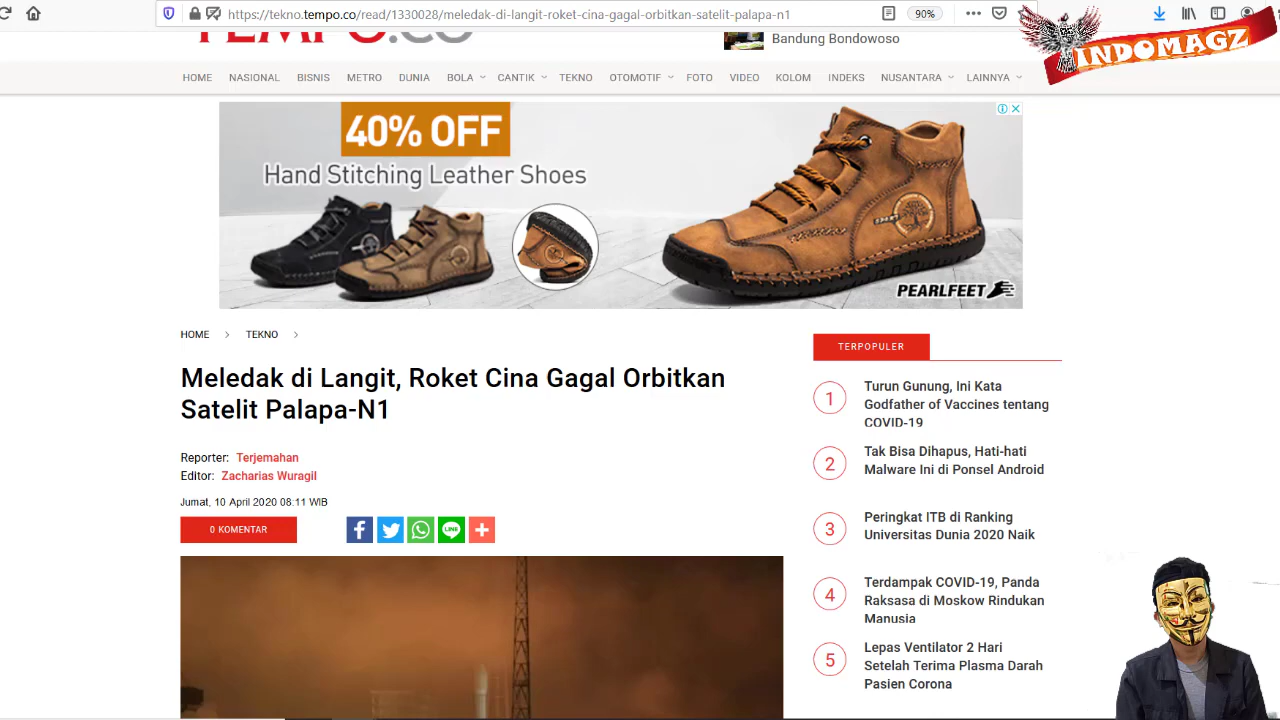 https://tekno.tempo.co/read/1330028/meledak-di-langit-roket-cina-gagal-orbitkan-satelit-palapa-n1
90%
INDOMAGZ
TEMPO.CO
Bandung Bondowoso
HOME NASIONAL BISNIS METRO DUNIA BOLA CANTIK TEKNO OTOMOTIF FOTO VIDEO KOLOM INDEKS NUSANTARA LAINNYA
40% OFF
Hand Stitching Leather Shoes
PEARLFEET
HOME > TEKNO >
Meledak di Langit, Roket Cina Gagal Orbitkan
Satelit Palapa-N1
Reporter: Terjemahan
Editor: Zacharias Wuragil
Jumat, 10 April 2020 08:11 WIB
0 KOMENTAR
LINE
TERPOPULER
1
Turun Gunung, Ini Kata
Godfather of Vaccines tentang
COVID-19
2
Tak Bisa Dihapus, Hati-hati
Malware Ini di Ponsel Android
3
Peringkat ITB di Ranking
Universitas Dunia 2020 Naik
4
Terdampak COVID-19, Panda
Raksasa di Moskow Rindukan
Manusia
5
Lepas Ventilator 2 Hari
Setelah Terima Plasma Darah
Pasien Corona